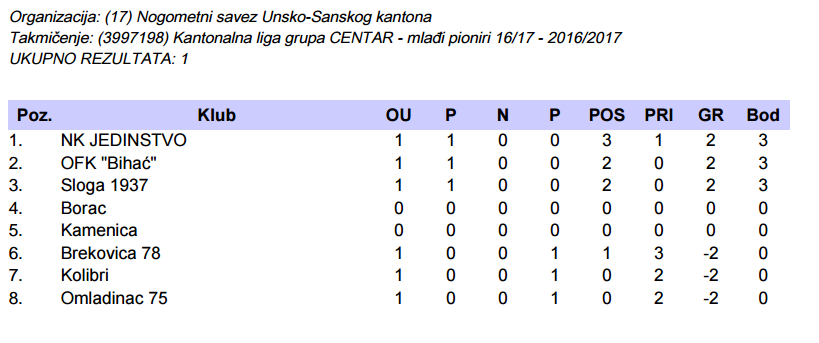 Organizacija: (17) Nogometni savez Unsko-Sanskog kantona
Takmičenje: (3997198) Kantonalna liga grupa CENTAR - mlađi pioniri 16/17 - 2016/2017
UKUPNO REZULTATA: 1
Poz. Klub OU P N P POS PRI GR Bod
1. NK JEDINSTVO 1 1 0 0 3 1 2 3
2. OFK "Bihać" 1 1 0 0 2 0 2 3
3. Sloga 1937 1 1 0 0 2 0 2 3
4. Borac 0 0 0 0 0 0 0 0
5. Kamenica 0 0 0 0 0 0 0 0
6. Brekovica 78 1 0 0 1 1 3 -2 0
7. Kolibri 1 0 0 1 0 2 -2 0
8. Omladinac 75 1 0 0 1 0 2 -2 0